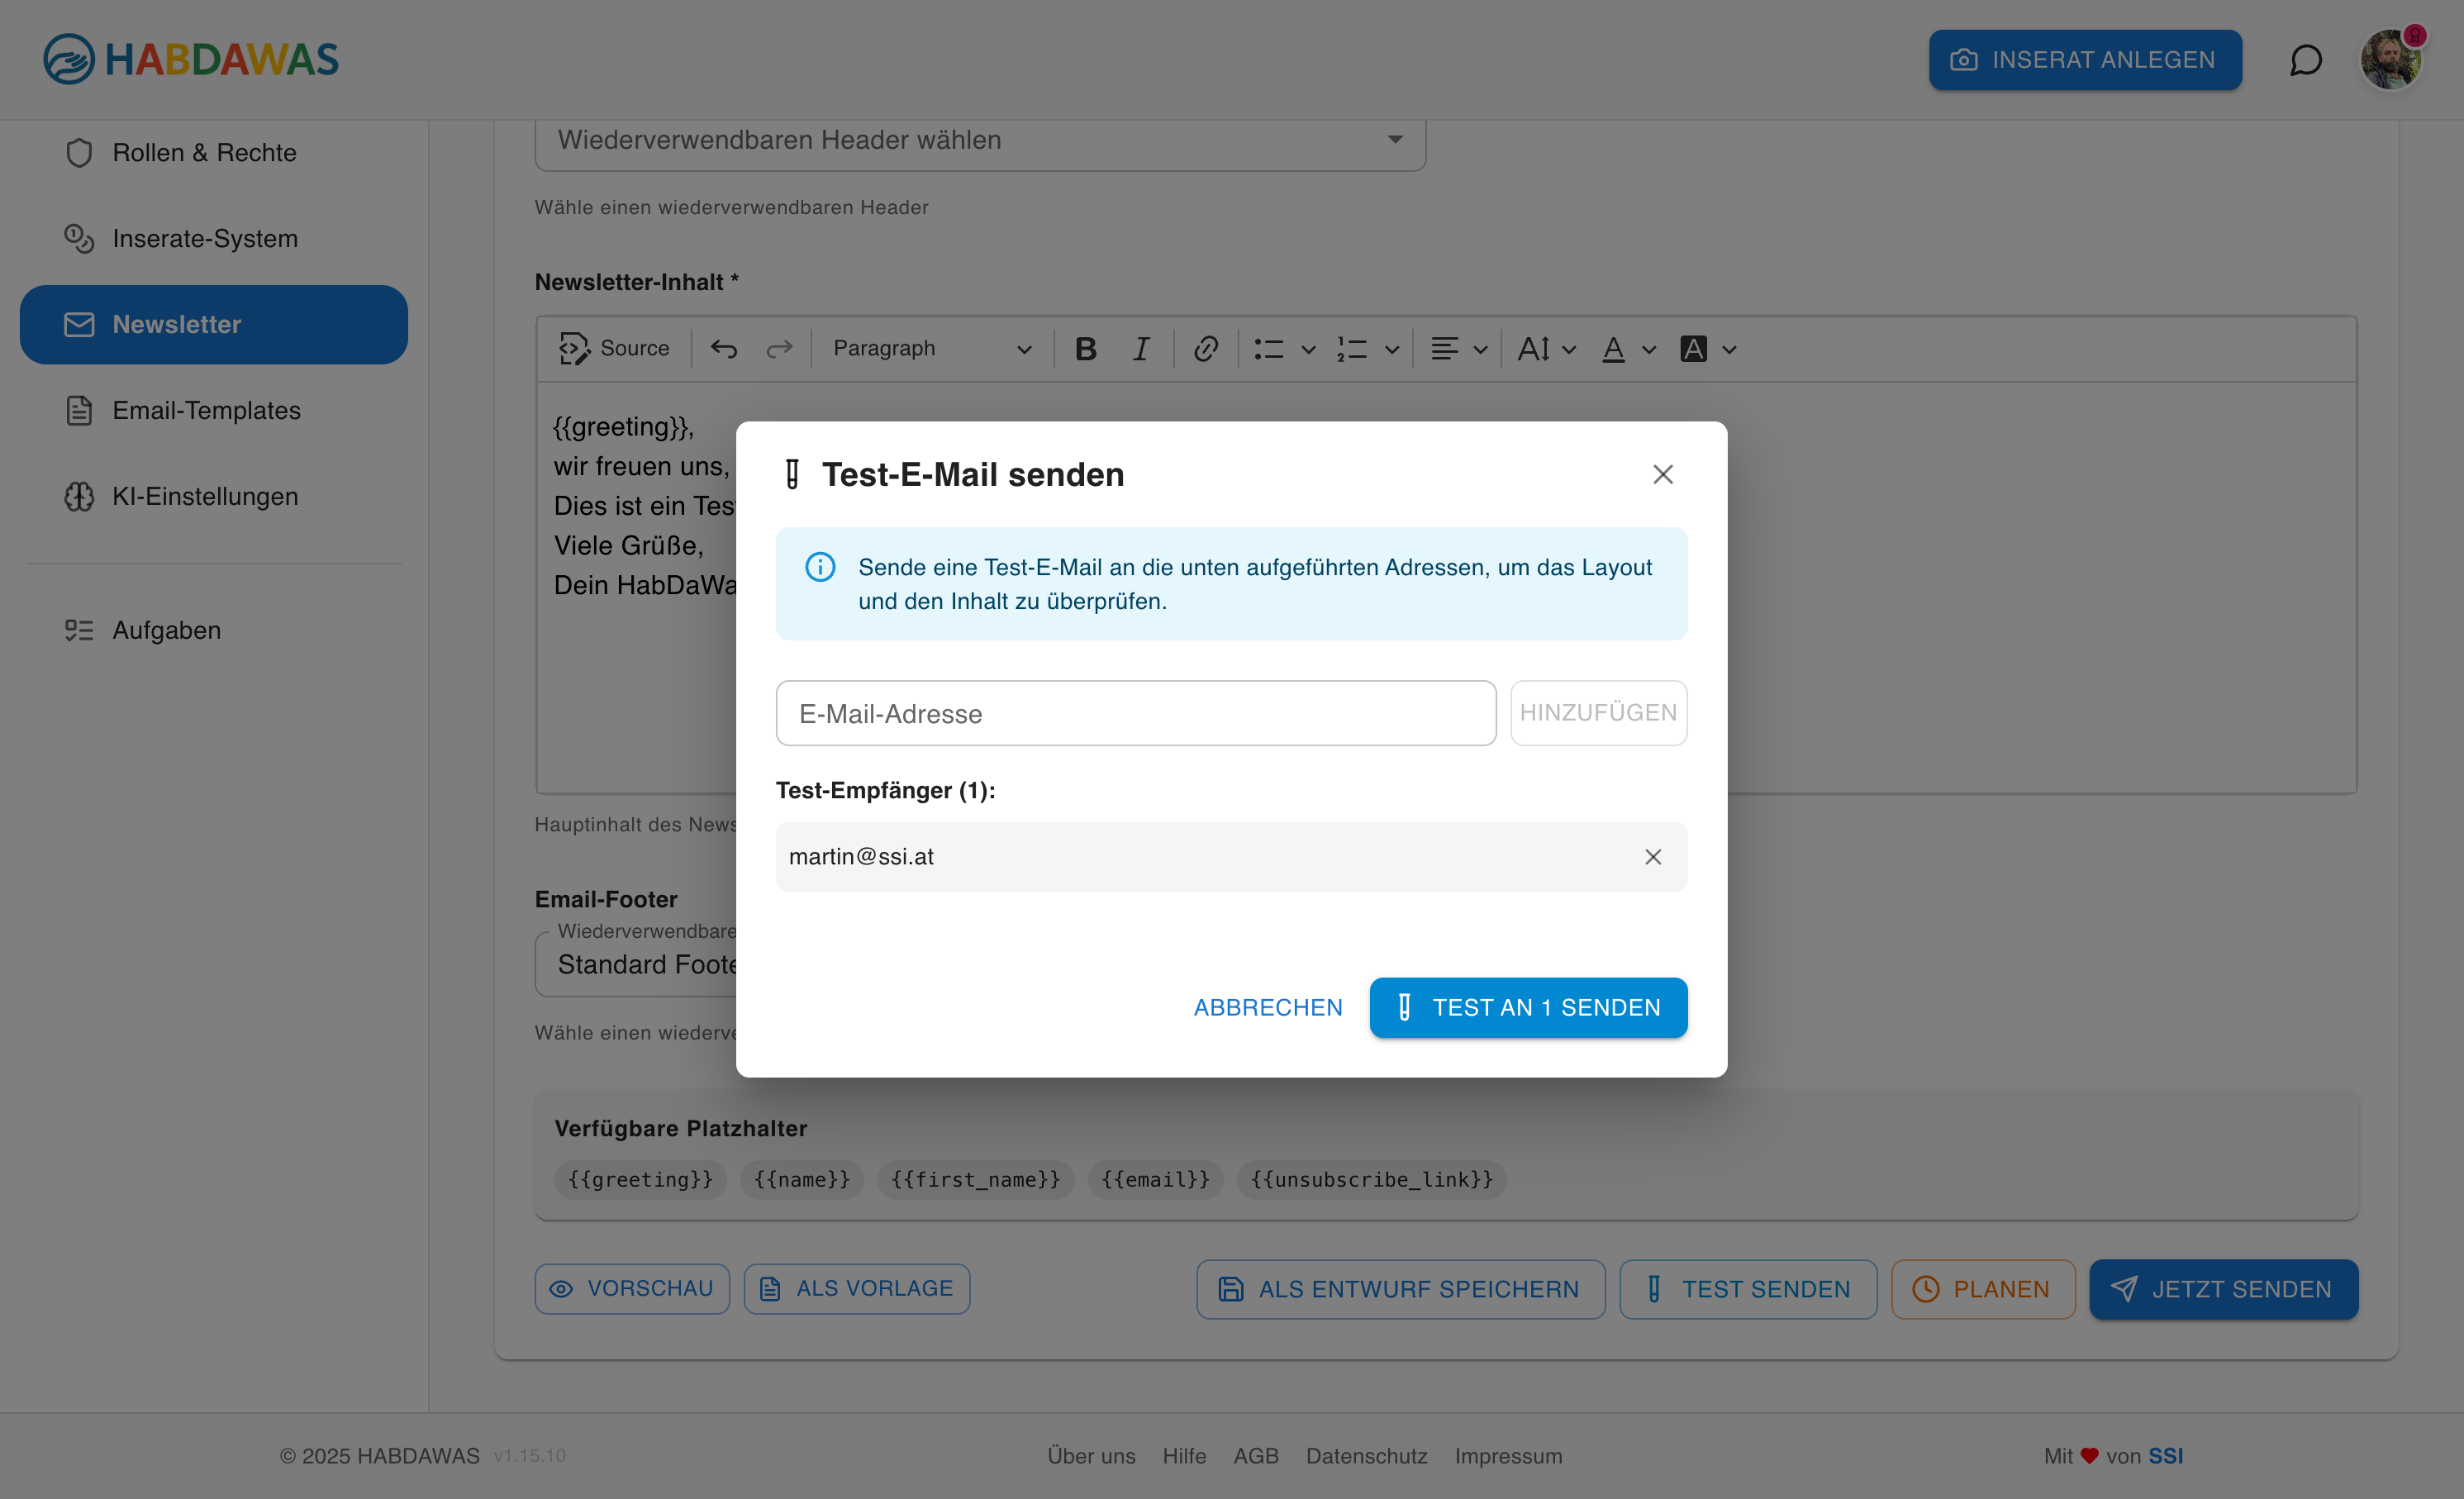 HABDAWAS
INSERAT ANLEGEN
Rollen & Rechte
Inserate-System
Newsletter
Email-Templates
KI-Einstellungen
Aufgaben
Wiederverwendbaren Header wählen
Wähle einen wiederverwendbaren Header
Newsletter-Inhalt *
Source
Paragraph
{{greeting}},
wir freuen uns,
Dies ist ein Tes
Viele Grüße,
Dein HabDaWa
Hauptinhalt des News
Email-Footer
Wiederverwendbare
Standard Foote
Wähle einen wiederve
Test-E-Mail senden
Sende eine Test-E-Mail an die unten aufgeführten Adressen, um das Layout
und den Inhalt zu überprüfen.
E-Mail-Adresse
HINZUFÜGEN
Test-Empfänger (1):
martin@ssi.at
ABBRECHEN
TEST AN 1 SENDEN
Verfügbare Platzhalter
{{greeting}} {{name}} {{first_name}} {{email}} {{unsubscribe_link}}
VORSCHAU
ALS VORLAGE
ALS ENTWURF SPEICHERN
TEST SENDEN
PLANEN
JETZT SENDEN
© 2025 HABDAWAS v1.15.10
Über uns Hilfe AGB Datenschutz Impressum
Mit ❤ von SSI